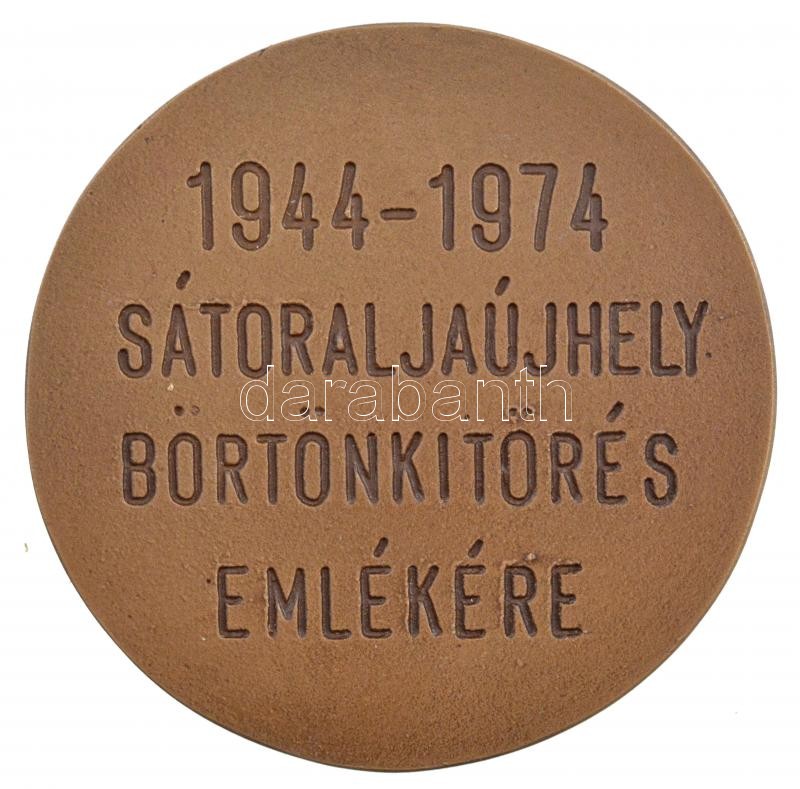 1944-1974
SÁTORALJAÚJHELY
darabanth
BÖRTÖNKITÖRÉS
EMLÉKÉRE